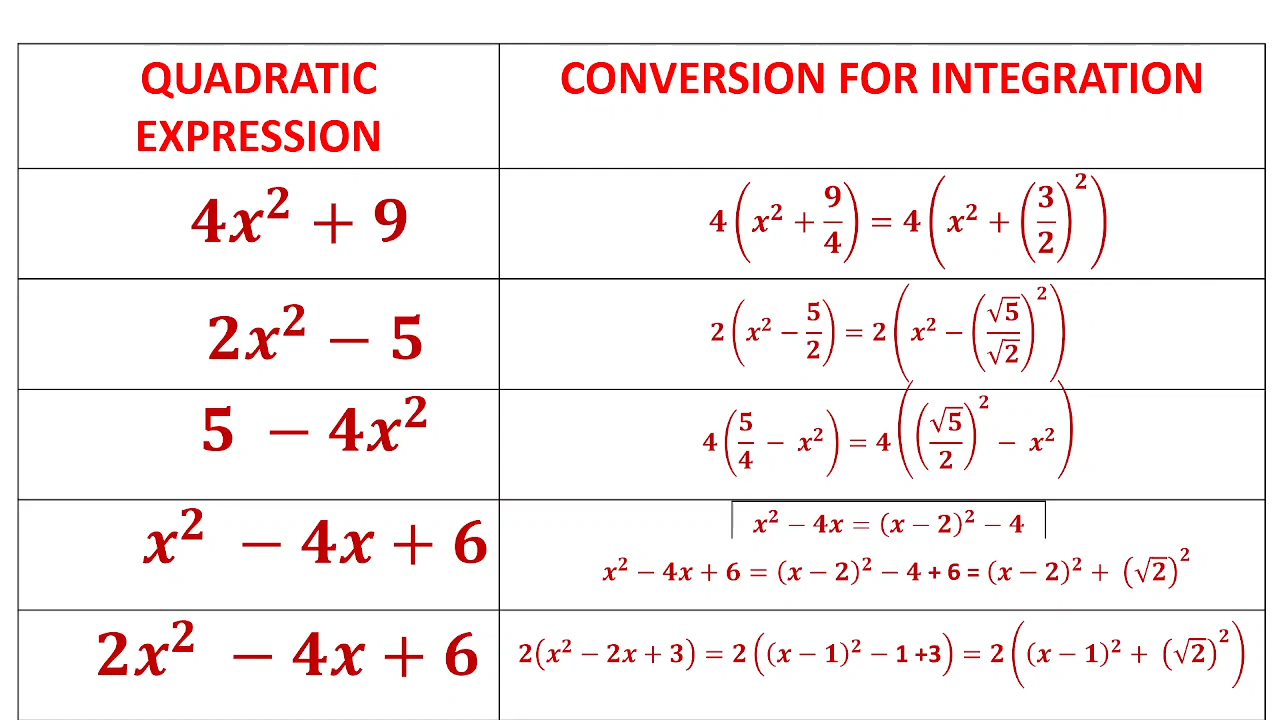 QUADRATIC
EXPRESSION
CONVERSION FOR INTEGRATION
4x² + 9
4(x² + 9/4) = 4(x² + (3/2)²)
2x² − 5
2(x² − 5/2) = 2(x² − (√5/√2)²)
5 − 4x²
4(5/4 − x²) = 4((√5/2)² − x²)
x² − 4x + 6
x² − 4x = (x − 2)² − 4
x² − 4x + 6 = (x − 2)² − 4 + 6 = (x − 2)² + (√2)²
2x² − 4x + 6
2(x² − 2x + 3) = 2((x − 1)² − 1 +3) = 2((x − 1)² + (√2)²)